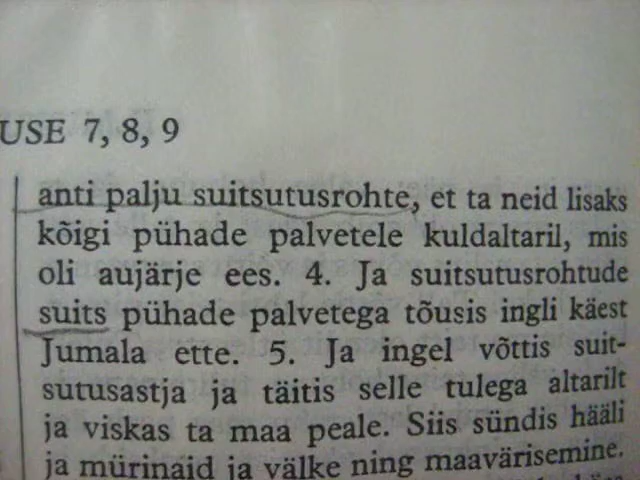 USE 7, 8, 9
anti palju suitsutusrohte, et ta neid lisaks
kõigi pühade palvetele kuldaltaril, mis
oli aujärje ees. 4. Ja suitsutusrohtude
suits pühade palvetega tõusis ingli käest
Jumala ette. 5. Ja ingel võttis suit-
sutusastja ja täitis selle tulega altarilt
ja viskas ta maa peale. Siis sündis hääli
ja mürinaid ja välke ning maavärisemine.